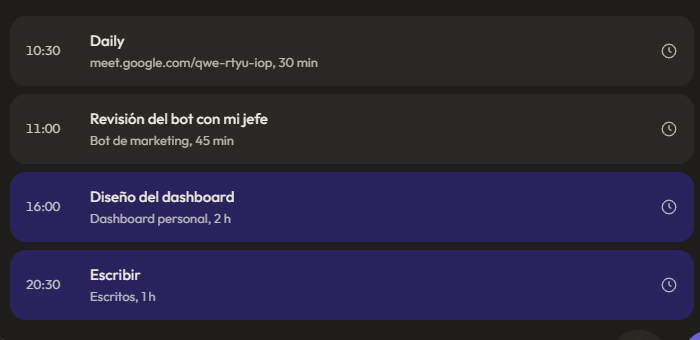 10:30
Daily
meet.google.com/qwe-rtyu-iop, 30 min
11:00
Revisión del bot con mi jefe
Bot de marketing, 45 min
16:00
Diseño del dashboard
Dashboard personal, 2 h
20:30
Escribir
Escritos, 1 h